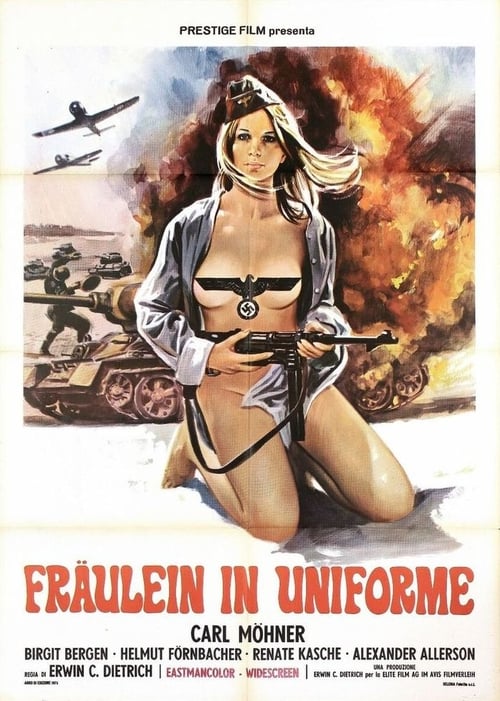 PRESTIGE FILM presenta
FRÄULEIN IN UNIFORME
CARL MÖHNER
BIRGIT BERGEN · HELMUT FÖRNBACHER · RENATE KASCHE · ALEXANDER ALLERSON
REGIA DI ERWIN C. DIETRICH
EASTMANCOLOR - WIDESCREEN
UNA PRODUZIONE
ERWIN C. DIETRICH per la ELITE FILM AG IM AVIS FILMVERLEIH